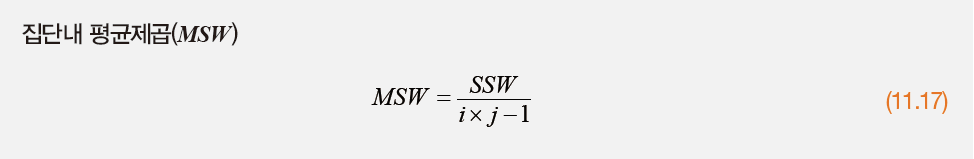 집단내 평균제곱(MSW)
MSW = SSW / i × j − 1 (11.17)